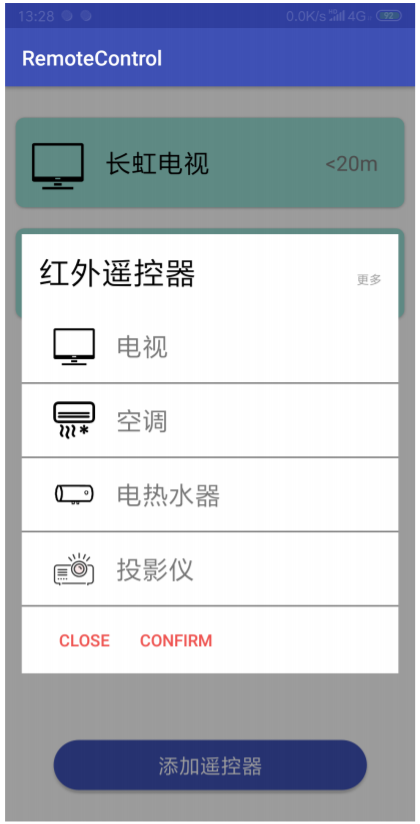 13:28 0.0K/s 4G 92
RemoteControl
长虹电视 <20m
红外遥控器 更多
电视
空调
电热水器
投影仪
CLOSE CONFIRM
添加遥控器